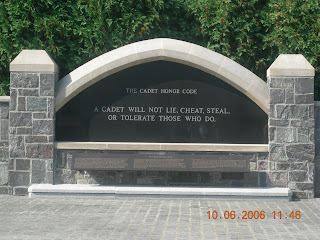 THE CADET HONOR CODE
A CADET WILL NOT LIE, CHEAT, STEAL,
OR TOLERATE THOSE WHO DO.
10.06.2006 11:46